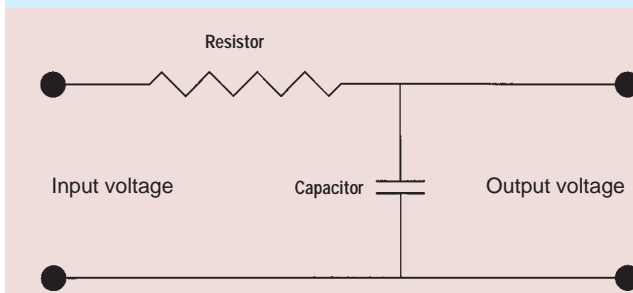 Resistor
Input voltage
Capacitor
Output voltage